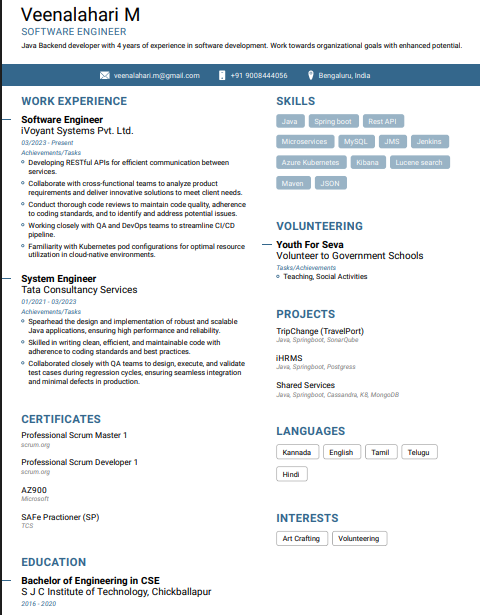 Veenalahari M
SOFTWARE ENGINEER
Java Backend developer with 4 years of experience in software development. Work towards organizational goals with enhanced potential.
veenalahari.m@gmail.com
+91 9008444056
Bengaluru, India
WORK EXPERIENCE
Software Engineer
iVoyant Systems Pvt. Ltd.
03/2023 - Present
Achievements/Tasks
Developing RESTful APIs for efficient communication between
services.
Collaborate with cross-functional teams to analyze product
requirements and deliver innovative solutions to meet client needs.
Conduct thorough code reviews to maintain code quality, adherence
to coding standards, and to identify and address potential issues.
Working closely with QA and DevOps teams to streamline CI/CD
pipeline.
Familiarity with Kubernetes pod configurations for optimal resource
utilization in cloud-native environments.
System Engineer
Tata Consultancy Services
01/2021 - 03/2023
Achievements/Tasks
Spearhead the design and implementation of robust and scalable
Java applications, ensuring high performance and reliability.
Skilled in writing clean, efficient, and maintainable code with
adherence to coding standards and best practices.
Collaborated closely with QA teams to design, execute, and validate
test cases during regression cycles, ensuring seamless integration
and minimal defects in production.
CERTIFICATES
Professional Scrum Master 1
scrum.org
Professional Scrum Developer 1
scrum.org
AZ900
Microsoft
SAFe Practioner (SP)
TCS
EDUCATION
Bachelor of Engineering in CSE
S J C Institute of Technology, Chickballapur
2016 - 2020
SKILLS
Java Spring boot Rest API
Microservices MySQL JMS Jenkins
Azure Kubernetes Kibana Lucene search
Maven JSON
VOLUNTEERING
Youth For Seva
Volunteer to Government Schools
Tasks/Achievements
Teaching, Social Activities
PROJECTS
TripChange (TravelPort)
Java, Springboot, SonarQube
iHRMS
Java, Springboot, Postgress
Shared Services
Java, Springboot, Cassandra, K8, MongoDB
LANGUAGES
Kannada English Tamil Telugu
Hindi
INTERESTS
Art Crafting Volunteering